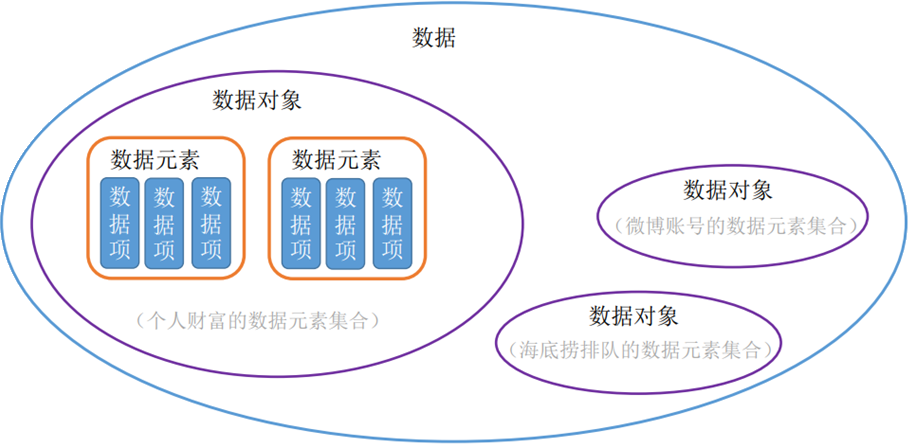 数据
数据对象
数据元素
数据项
数据项
数据项
数据元素
数据项
数据项
数据项
（个人财富的数据元素集合）
数据对象
（微博账号的数据元素集合）
数据对象
（海底捞排队的数据元素集合）